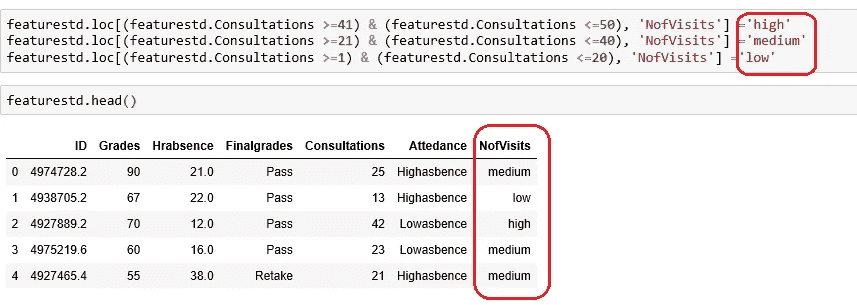 featurestd.loc[(featurestd.Consultations >=41) & (featurestd.Consultations <=50), 'NofVisits'] ='high'
featurestd.loc[(featurestd.Consultations >=21) & (featurestd.Consultations <=40), 'NofVisits'] ='medium'
featurestd.loc[(featurestd.Consultations >=1) & (featurestd.Consultations <=20), 'NofVisits'] ='low'
featurestd.head()
ID Grades Hrabsence Finalgrades Consultations Attedance NofVisits
0 4974728.2 90 21.0 Pass 25 Highasbence medium
1 4938705.2 67 22.0 Pass 13 Highasbence low
2 4927889.2 70 12.0 Pass 42 Lowasbence high
3 4975219.6 60 16.0 Pass 23 Lowasbence medium
4 4927465.4 55 38.0 Retake 21 Highasbence medium